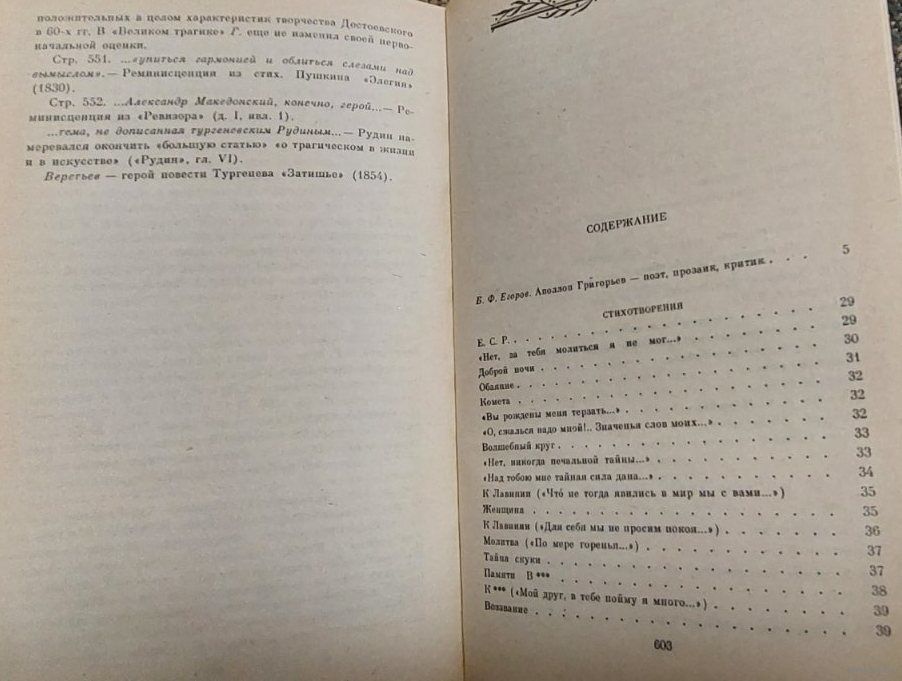 положительных в целом характеристик творчества Достоевского
в 60-х гг. В «Великом трагике» Г. еще не изменил своей перво-
начальной оценки.
Стр. 551. ...«упиться гармонией и облиться слезами над
вымыслом».— Реминисценция из стих. Пушкина «Элегия»
(1830).
Стр. 552. ...Александр Македонский, конечно, герой...— Ре-
минисценция из «Ревизора» (д. I, явл. 1).
...тема, не дописанная тургеневским Рудиным...— Рудин на-
меревался окончить «большую статью» «о трагическом в жизни
и в искусстве» («Рудин», гл. VI).
Веретьев — герой повести Тургенева «Затишье» (1854).
СОДЕРЖАНИЕ
Б. Ф. Егоров. Аполлон Григорьев — поэт, прозаик, критик. . . . 5
СТИХОТВОРЕНИЯ
Е. С. Р. . . . . . . . . . . . . . . . . . 29
«Нет, за тебя молиться я не мог...» . . . . . . . . 29
Доброй ночи . . . . . . . . . . . . . . . . 30
Обаяние . . . . . . . . . . . . . . . . . 31
Комета . . . . . . . . . . . . . . . . . 32
«Вы рождены меня терзать...» . . . . . . . . . . 32
«О, сжалься надо мной!.. Значенья слов моих...» . . . . . . 32
Волшебный круг . . . . . . . . . . . . . . . 33
«Нет, никогда печальной тайны...» . . . . . . . . . 33
«Над тобою мне тайная сила дана...» . . . . . . . . . 34
К Лавинии («Что́ не тогда явились в мир мы с вами...») 35
Женщина . . . . . . . . . . . . . . . . . 35
К Лавинии («Для себя мы не просим покоя...») . . . . . . 36
Молитва («По мере горенья...») . . . . . . . . . . 37
Тайна скуки . . . . . . . . . . . . . . . . 37
Памяти В*** . . . . . . . . . . . . . . . . 38
К *** («Мой друг, в тебе пойму я много...») . . . . . . . 39
Воззвание . . . . . . . . . . . . . . . . . 39
603